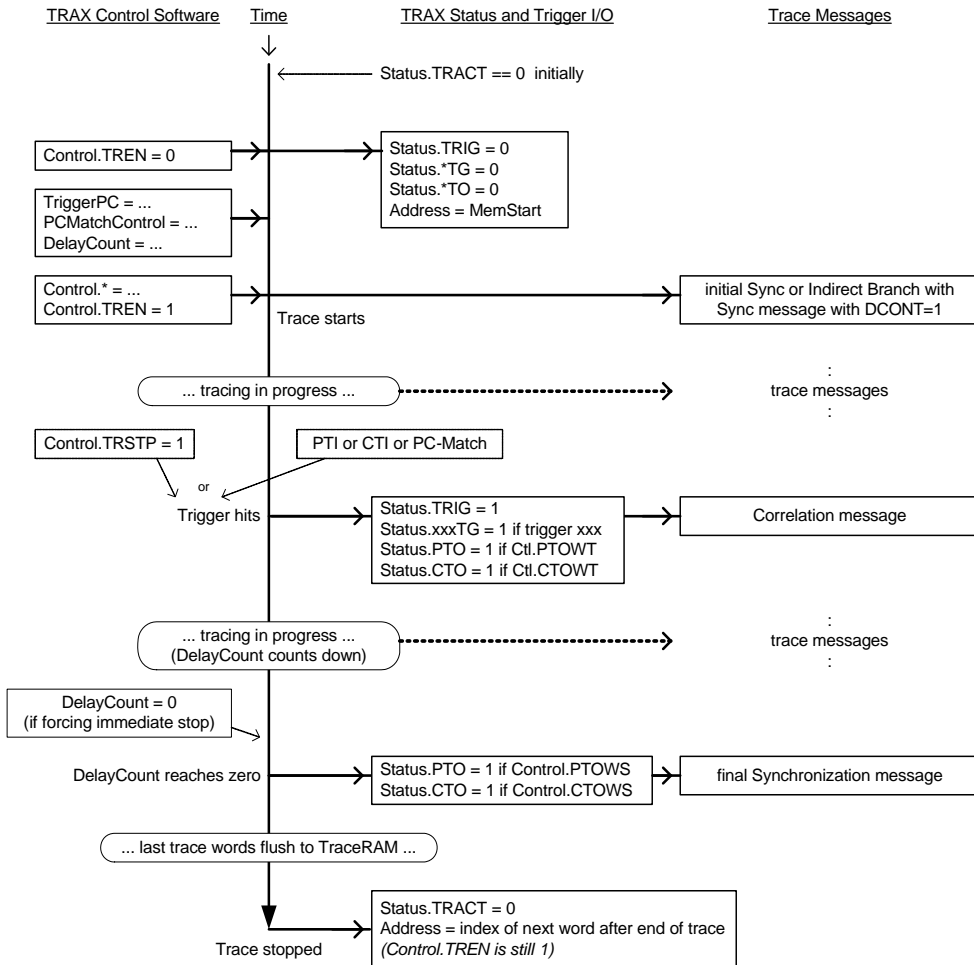 TRAX Control Software
Time
TRAX Status and Trigger I/O
Trace Messages
Status.TRACT == 0 initially
Control.TREN = 0
Status.TRIG = 0
Status.*TG = 0
Status.*TO = 0
Address = MemStart
TriggerPC = ...
PCMatchControl = ...
DelayCount = ...
Control.* = ...
Control.TREN = 1
Trace starts
initial Sync or Indirect Branch with
Sync message with DCONT=1
... tracing in progress ...
:
trace messages
:
Control.TRSTP = 1
PTI or CTI or PC-Match
or
Trigger hits
Status.TRIG = 1
Status.xxxTG = 1 if trigger xxx
Status.PTO = 1 if Ctl.PTOWT
Status.CTO = 1 if Ctl.CTOWT
Correlation message
... tracing in progress ...
(DelayCount counts down)
:
trace messages
:
DelayCount = 0
(if forcing immediate stop)
DelayCount reaches zero
Status.PTO = 1 if Control.PTOWS
Status.CTO = 1 if Control.CTOWS
final Synchronization message
... last trace words flush to TraceRAM ...
Trace stopped
Status.TRACT = 0
Address = index of next word after end of trace
(Control.TREN is still 1)